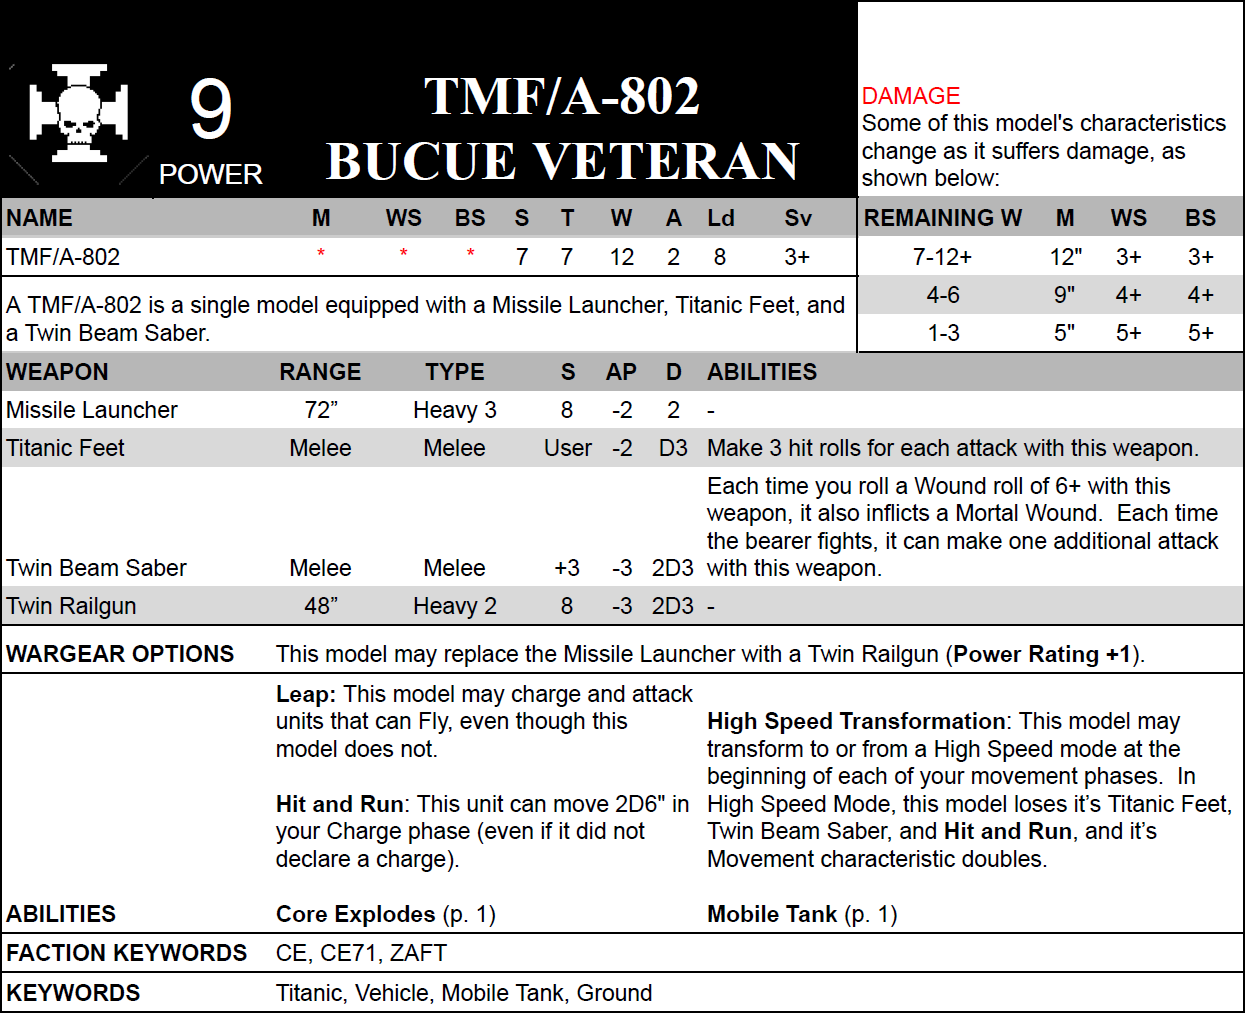 9
POWER
TMF/A-802
BUCUE VETERAN
DAMAGE
Some of this model's characteristics
change as it suffers damage, as
shown below:
NAME M WS BS S T W A Ld Sv
TMF/A-802 * * * 7 7 12 2 8 3+
REMAINING W M WS BS
7-12+ 12" 3+ 3+
4-6 9" 4+ 4+
1-3 5" 5+ 5+
A TMF/A-802 is a single model equipped with a Missile Launcher, Titanic Feet, and
a Twin Beam Saber.
WEAPON RANGE TYPE S AP D ABILITIES
Missile Launcher 72” Heavy 3 8 -2 2 -
Titanic Feet Melee Melee User -2 D3 Make 3 hit rolls for each attack with this weapon.
Each time you roll a Wound roll of 6+ with this
weapon, it also inflicts a Mortal Wound.  Each time
the bearer fights, it can make one additional attack
Twin Beam Saber Melee Melee +3 -3 2D3 with this weapon.
Twin Railgun 48” Heavy 2 8 -3 2D3 -
WARGEAR OPTIONS This model may replace the Missile Launcher with a Twin Railgun (Power Rating +1).
Leap: This model may charge and attack
units that can Fly, even though this
model does not.
Hit and Run: This unit can move 2D6" in
your Charge phase (even if it did not
declare a charge).
High Speed Transformation: This model may
transform to or from a High Speed mode at the
beginning of each of your movement phases.  In
High Speed Mode, this model loses it’s Titanic Feet,
Twin Beam Saber, and Hit and Run, and it’s
Movement characteristic doubles.
ABILITIES Core Explodes (p. 1) Mobile Tank (p. 1)
FACTION KEYWORDS CE, CE71, ZAFT
KEYWORDS Titanic, Vehicle, Mobile Tank, Ground